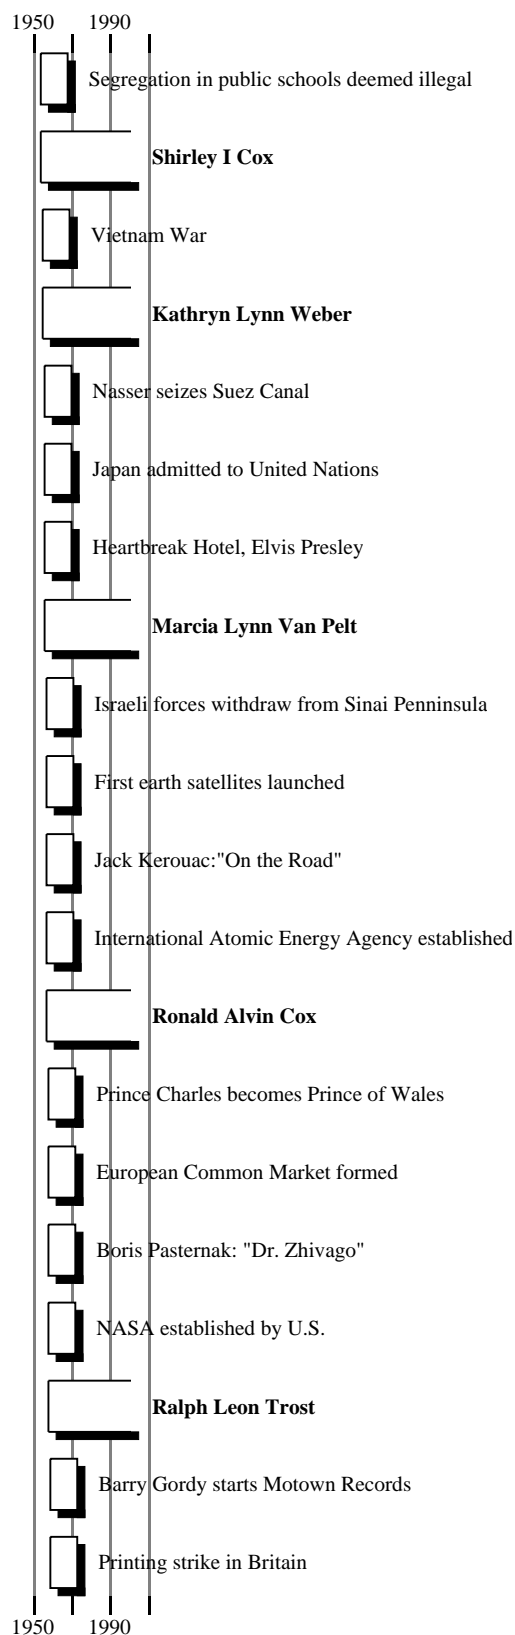 1950 1990
Segregation in public schools deemed illegal
Shirley I Cox
Vietnam War
Kathryn Lynn Weber
Nasser seizes Suez Canal
Japan admitted to United Nations
Heartbreak Hotel, Elvis Presley
Marcia Lynn Van Pelt
Israeli forces withdraw from Sinai Penninsula
First earth satellites launched
Jack Kerouac:"On the Road"
International Atomic Energy Agency established
Ronald Alvin Cox
Prince Charles becomes Prince of Wales
European Common Market formed
Boris Pasternak: "Dr. Zhivago"
NASA established by U.S.
Ralph Leon Trost
Barry Gordy starts Motown Records
Printing strike in Britain
1950 1990